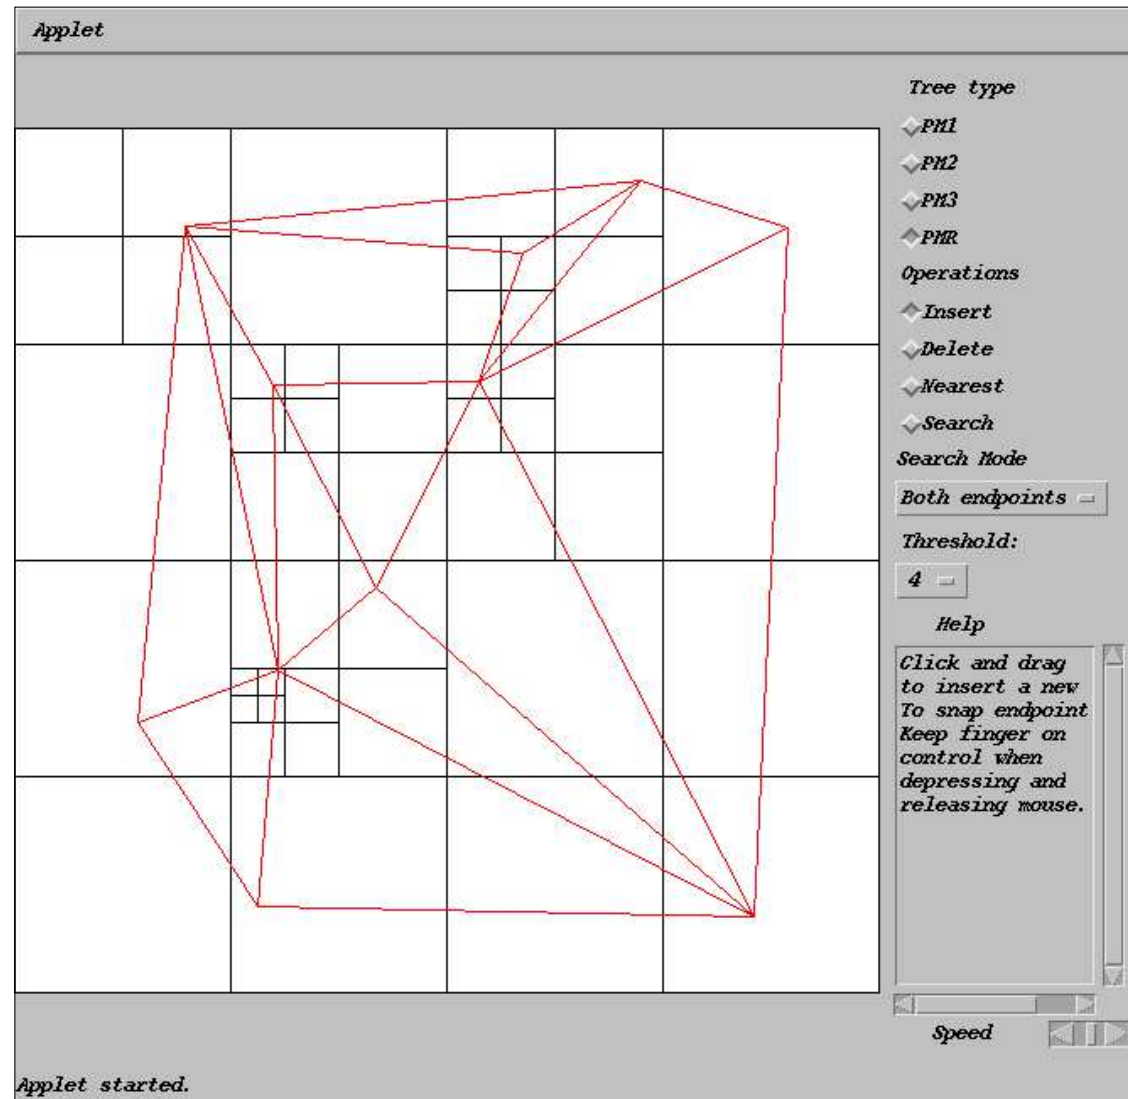 Applet
Tree type
PM1
PM2
PM3
PMR
Operations
Insert
Delete
Nearest
Search
Search Mode
Both endpoints
Threshold:
4
Help
Click and drag
to insert a new
To snap endpoint
Keep finger on
control when
depressing and
releasing mouse.
Speed
Applet started.